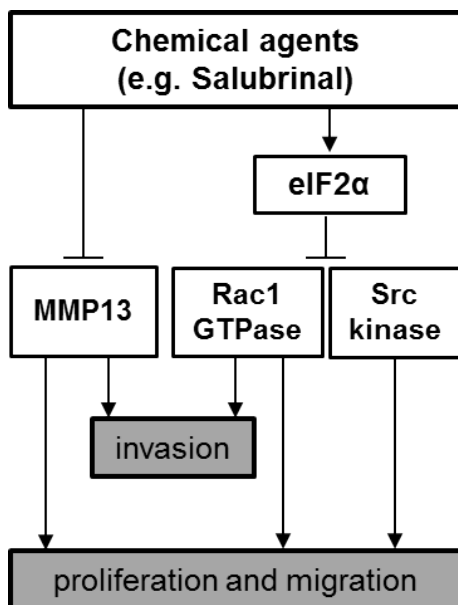 Chemical agents
(e.g. Salubrinal)
eIF2α
MMP13
Rac1
GTPase
Src
kinase
invasion
proliferation and migration